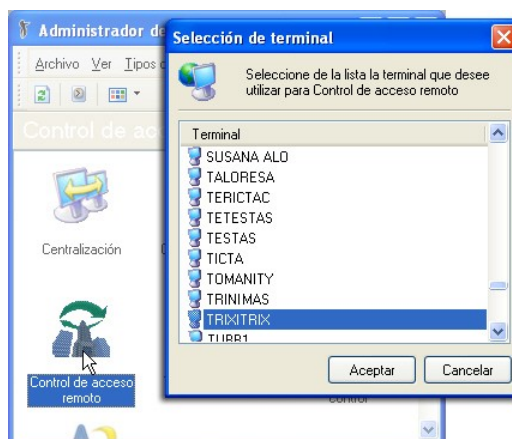 Administrador de
Archivo Ver Tipos
Control de acc
Centralización
Control de acceso
remoto
Selección de terminal
Seleccione de la lista la terminal que desee
utilizar para Control de acceso remoto
Terminal
SUSANA ALO
TALORESA
TERICTAC
TETESTAS
TESTAS
TICTA
TOMANITY
TRINIMAS
TRIXITRIX
TURB1
Aceptar Cancelar
Control